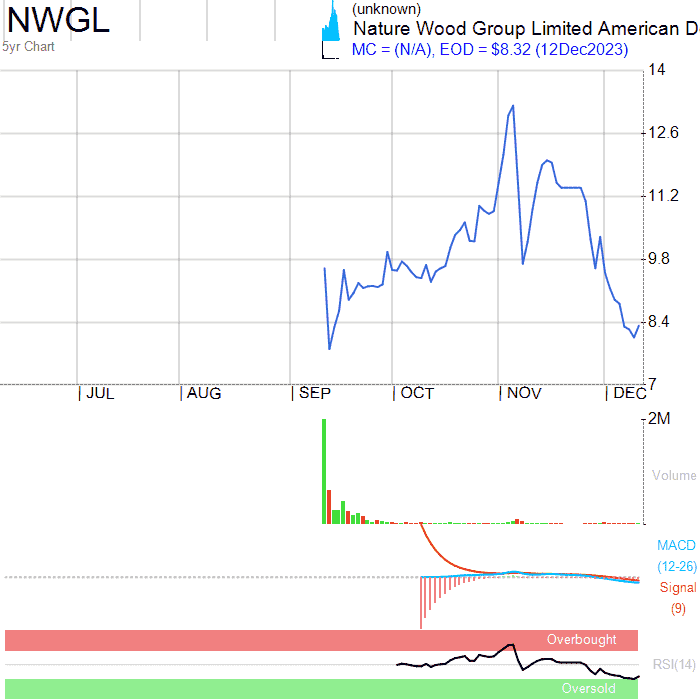 NWGL
5yr Chart
(unknown)
Nature Wood Group Limited American D
MC = (N/A), EOD = $8.32 (12Dec2023)
14
12.6
11.2
9.8
8.4
7
| JUL | AUG | SEP | OCT | NOV | DEC
2M
Volume
MACD
(12-26)
Signal
(9)
Overbought
RSI(14)
Oversold